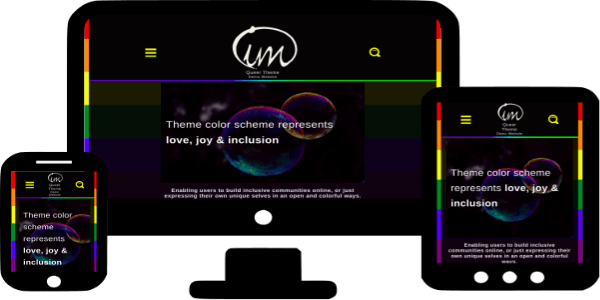 im
Queer Theme
Demo Website
Theme color scheme represents
love, joy & inclusion
Enabling users to build inclusive communities online, or just
expressing their own unique selves in an open and colorful ways.
im
Queer
Theme
Demo Website
Theme color scheme
represents love, joy &
inclusion
Enabling users to build inclusive
communities online, or just expressing
their own unique selves in an open and colorful
ways.
im
Queer
Theme
Demo
Website
Theme color
scheme
represents
love, joy &
inclusion